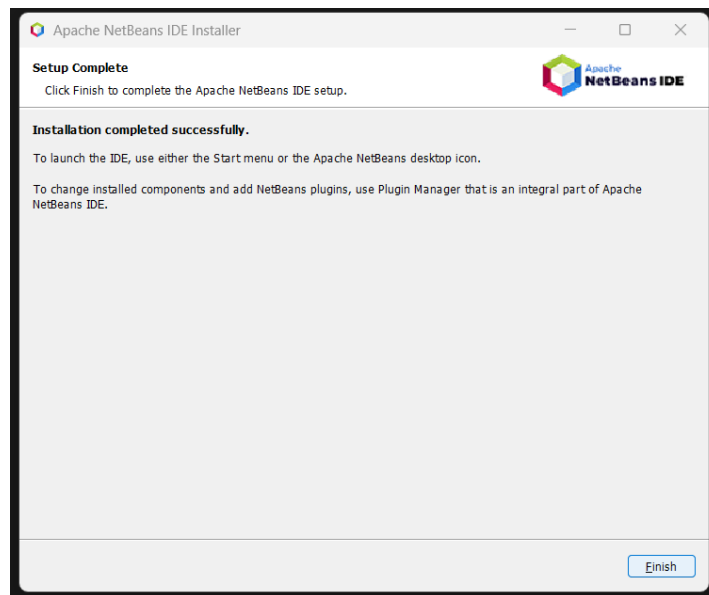 Apache NetBeans IDE Installer
Setup Complete
Click Finish to complete the Apache NetBeans IDE setup.
Apache
NetBeans IDE
Installation completed successfully.
To launch the IDE, use either the Start menu or the Apache NetBeans desktop icon.
To change installed components and add NetBeans plugins, use Plugin Manager that is an integral part of Apache
NetBeans IDE.
Finish